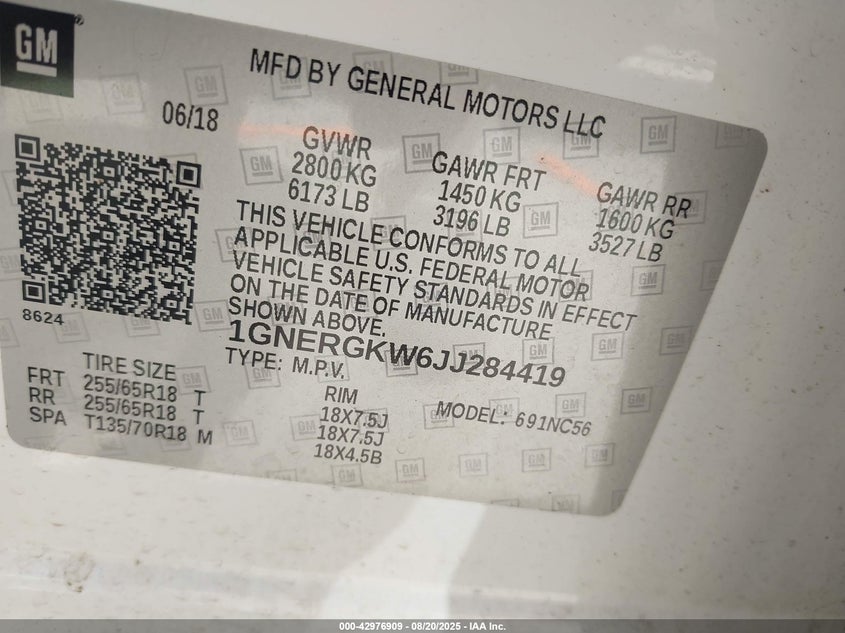 GM
MFD BY GENERAL MOTORS LLC
06/18
GVWR
2800 KG
6173 LB
GAWR FRT
1450 KG
3196 LB
GAWR RR
1600 KG
3527 LB
THIS VEHICLE CONFORMS TO ALL
APPLICABLE U.S. FEDERAL MOTOR
VEHICLE SAFETY STANDARDS IN EFFECT
ON THE DATE OF MANUFACTURE
SHOWN ABOVE.
8624
1GNERGKW6JJ284419
TYPE: M.P.V.
MODEL: 691NC56
TIRE SIZE
RIM
FRT 255/65R18 T 18X7.5J
RR 255/65R18 T 18X7.5J
SPA T135/70R18 M 18X4.5B
000-42976909 - 08/20/2025 - IAA Inc.